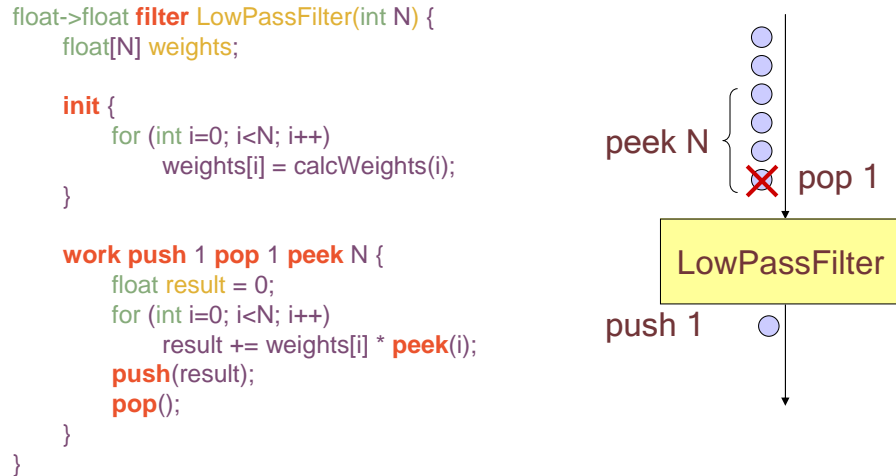 float->float filter LowPassFilter(int N) {
float[N] weights;
init {
for (int i=0; i<N; i++)
weights[i] = calcWeights(i);
}
work push 1 pop 1 peek N {
float result = 0;
for (int i=0; i<N; i++)
result += weights[i] * peek(i);
push(result);
pop();
}
}
peek N
pop 1
LowPassFilter
push 1